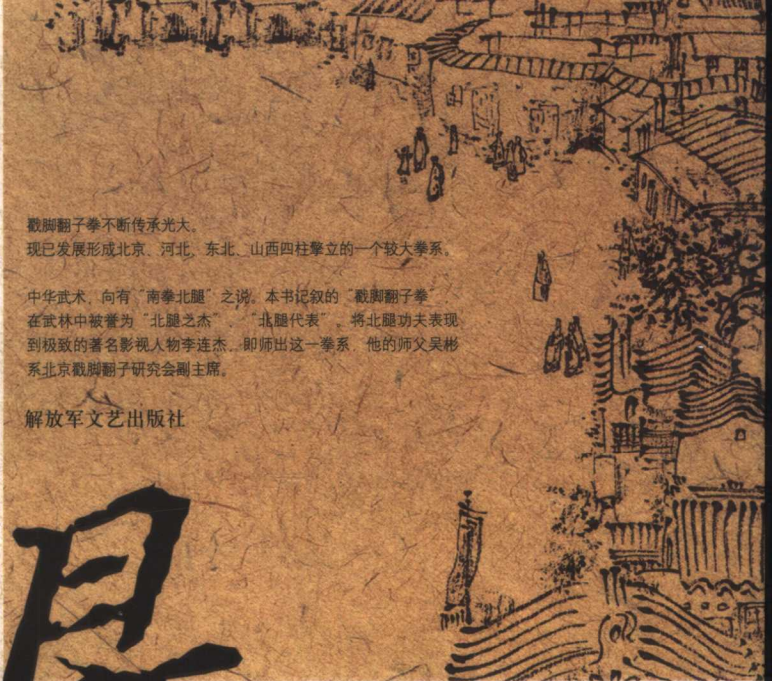 戳脚翻子拳不断传承光大。
现已发展形成北京、河北、东北、山西四柱擎立的一个较大拳系。
中华武术，向有“南拳北腿”之说。本书记叙的“戳脚翻子拳”，
在武林中被誉为“北腿之杰”、“北腿代表”。将北腿功夫表现
到极致的著名影视人物李连杰，即师出这一拳系，他的师父吴彬
系北京戳脚翻子研究会副主席。
解放军文艺出版社